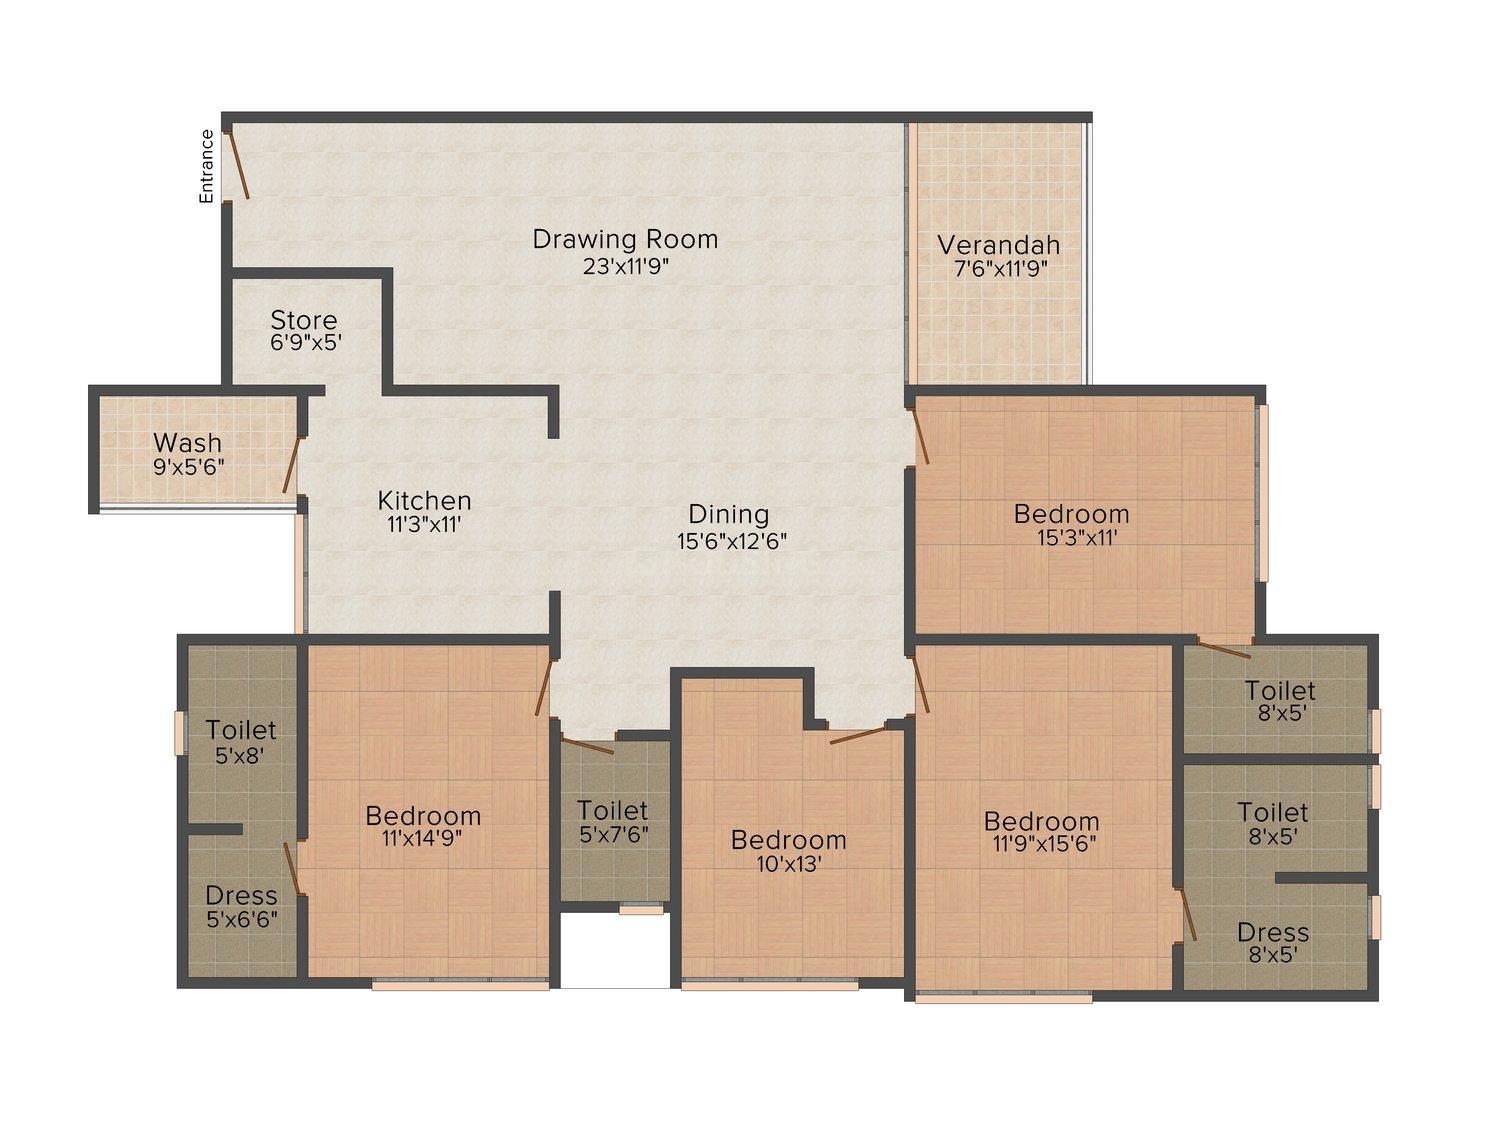 Entrance
Drawing Room
23'x11'9"
Verandah
7'6"x11'9"
Store
6'9"x5'
Wash
9'x5'6"
Kitchen
11'3"x11'
Dining
15'6"x12'6"
Bedroom
15'3"x11'
Toilet
5'x8'
Bedroom
11'x14'9"
Toilet
5'x7'6"
Bedroom
10'x13'
Bedroom
11'9"x15'6"
Toilet
8'x5'
Toilet
8'x5'
Dress
5'x6'6"
Dress
8'x5'